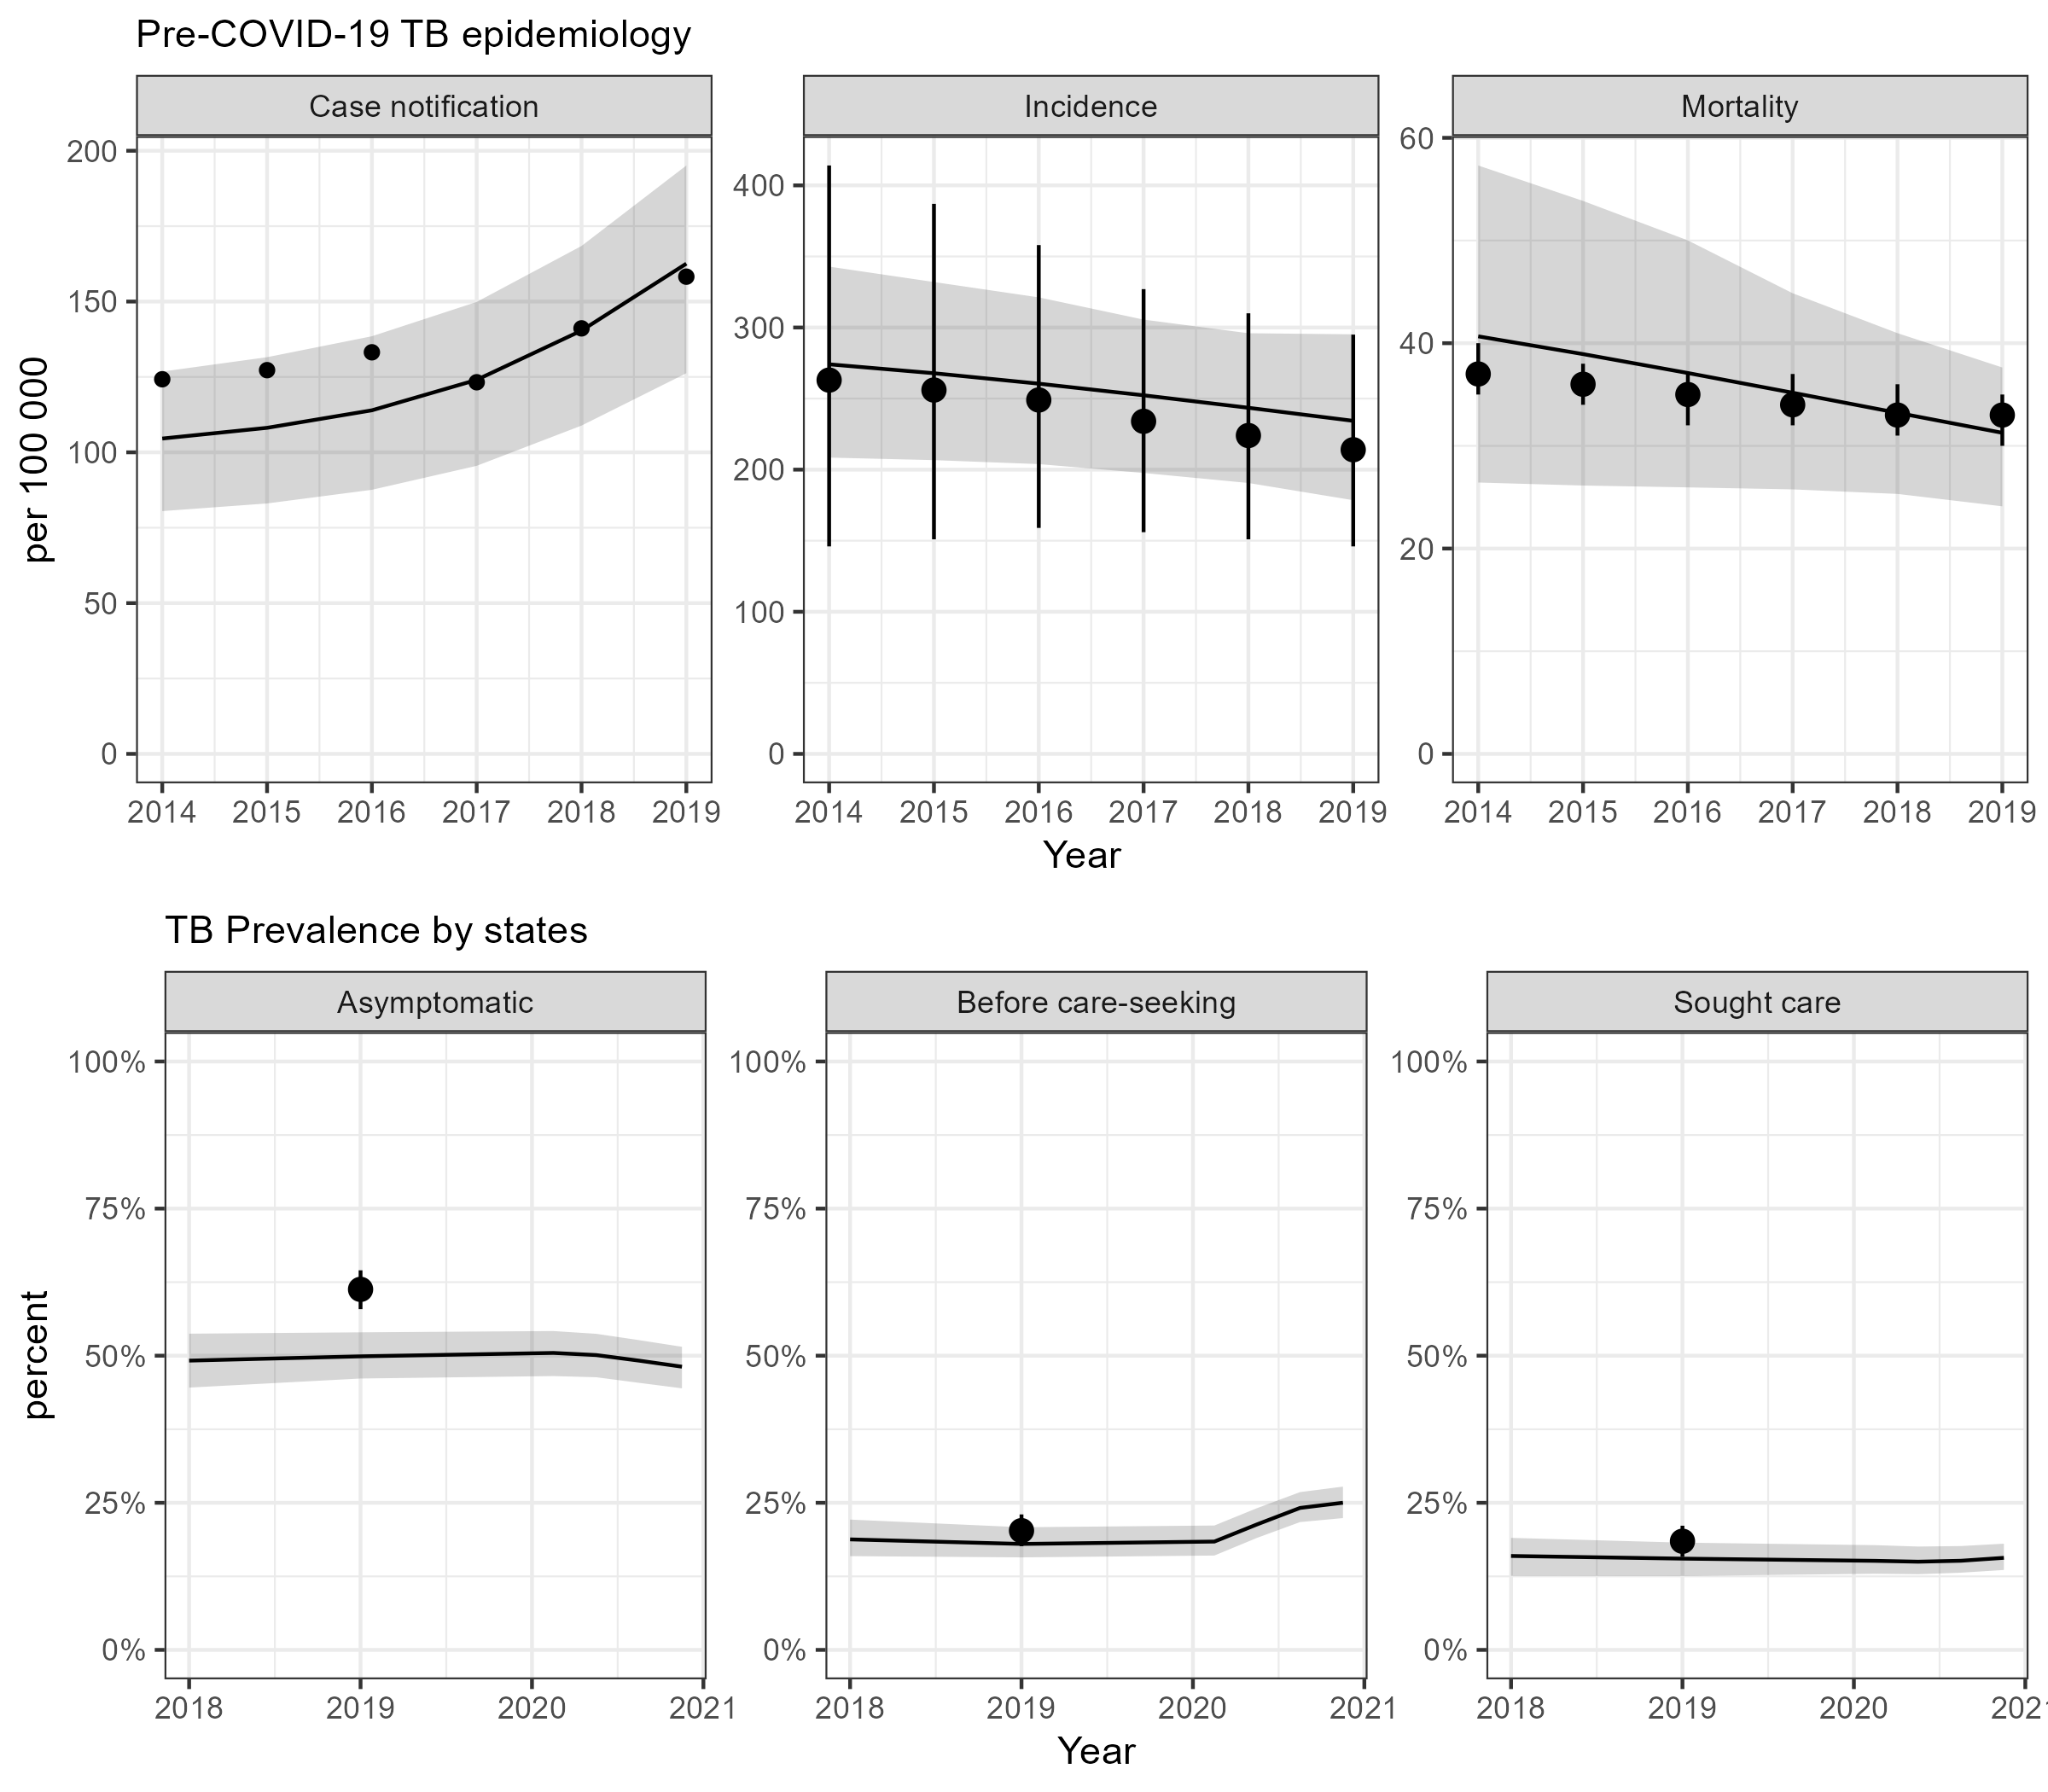 Pre-COVID-19 TB epidemiology
Case notification
Incidence
Mortality
per 100 000
200
150
100
50
0
400
300
200
100
0
60
40
20
0
2014 2015 2016 2017 2018 2019
2014 2015 2016 2017 2018 2019
2014 2015 2016 2017 2018 2019
Year
TB Prevalence by states
Asymptomatic
Before care-seeking
Sought care
percent
100%
75%
50%
25%
0%
100%
75%
50%
25%
0%
100%
75%
50%
25%
0%
2018 2019 2020 2021
2018 2019 2020 2021
2018 2019 2020 2021
Year